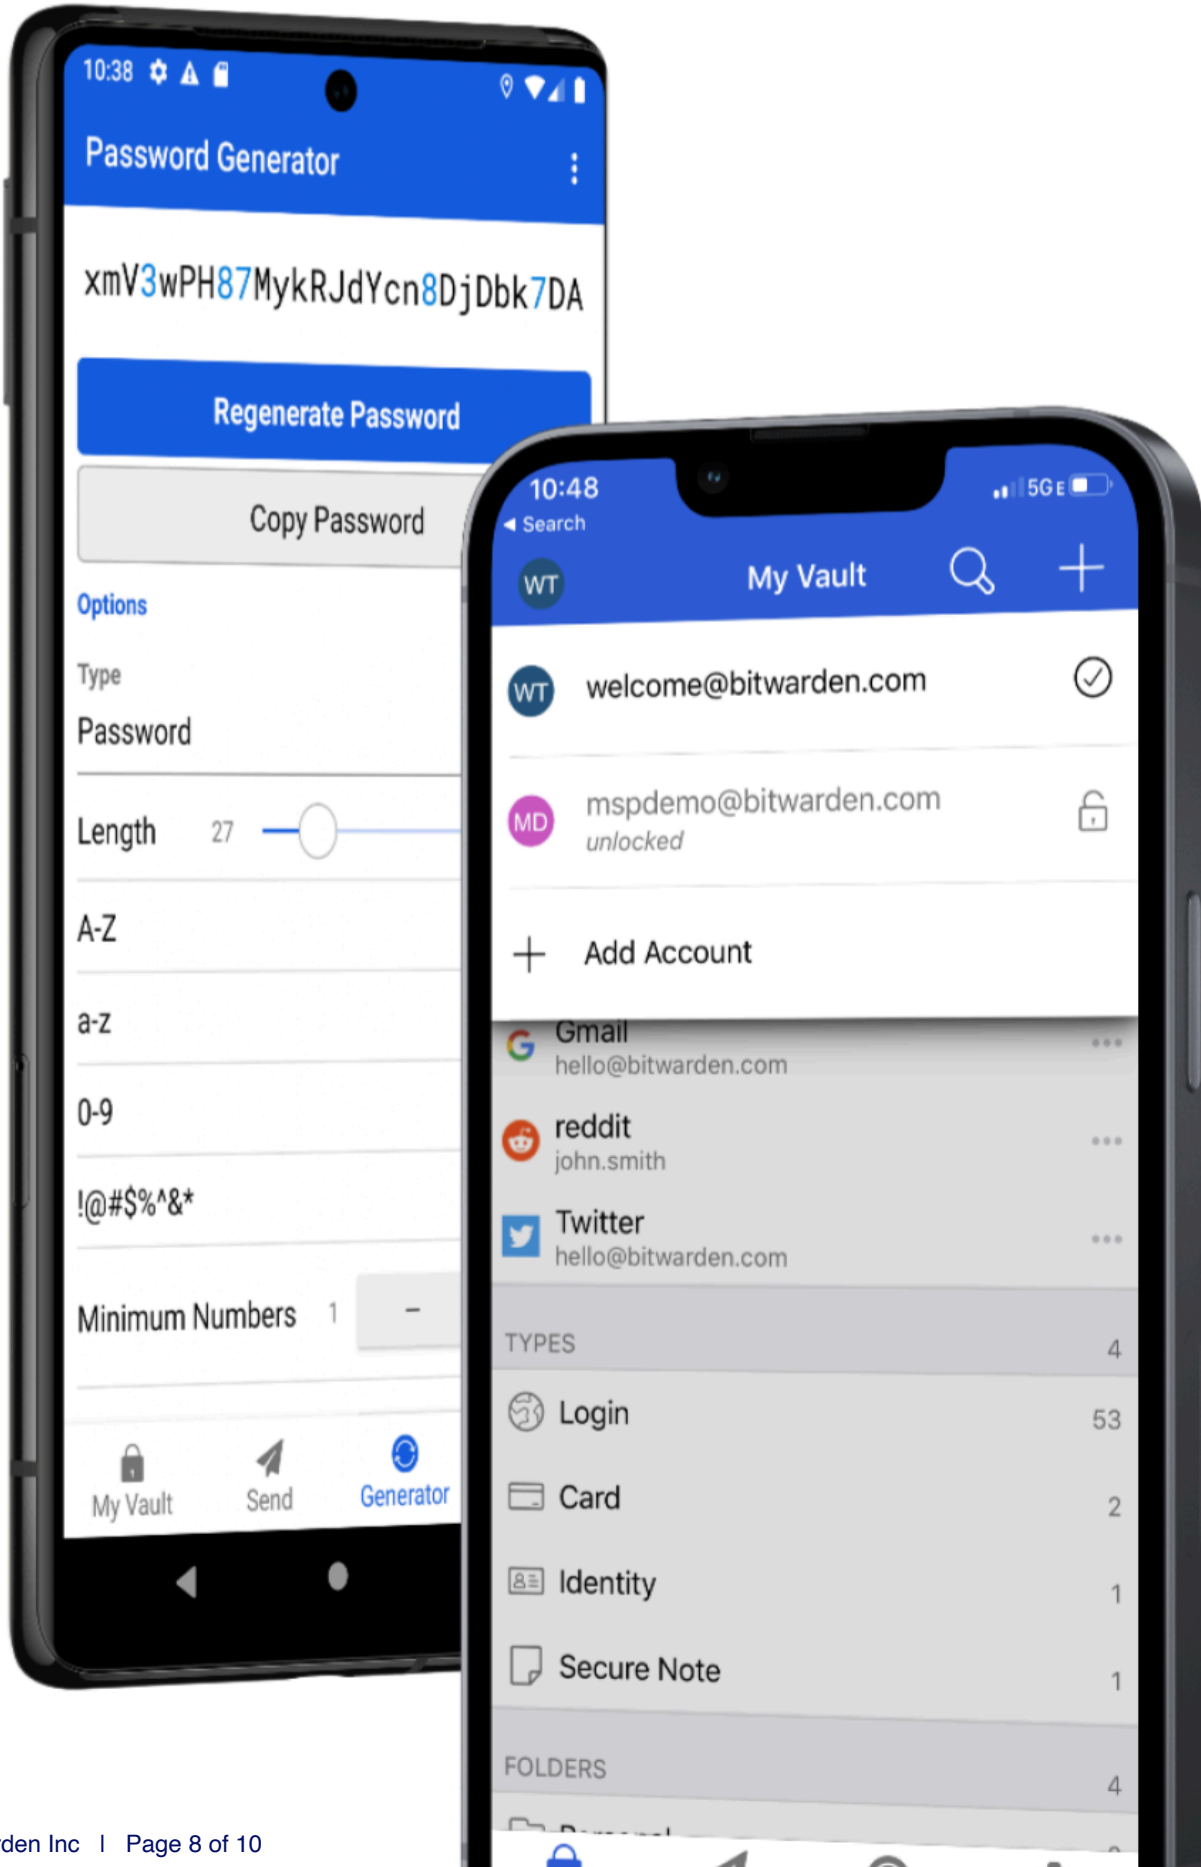 10:38
Password Generator
xmV3wPH87MykRJdYcn8DjDbk7DA
Regenerate Password
Copy Password
Options
Type
Password
Length 27
A-Z
a-z
0-9
!@#$%^&*
Minimum Numbers 1 −
My Vault Send Generator
10:48 5G E
Search
WT My Vault
WT welcome@bitwarden.com
MD mspdemo@bitwarden.com
unlocked
Add Account
Gmail
hello@bitwarden.com
reddit
john.smith
Twitter
hello@bitwarden.com
TYPES 4
Login 53
Card 2
Identity 1
Secure Note 1
FOLDERS 4
rden Inc | Page 8 of 10